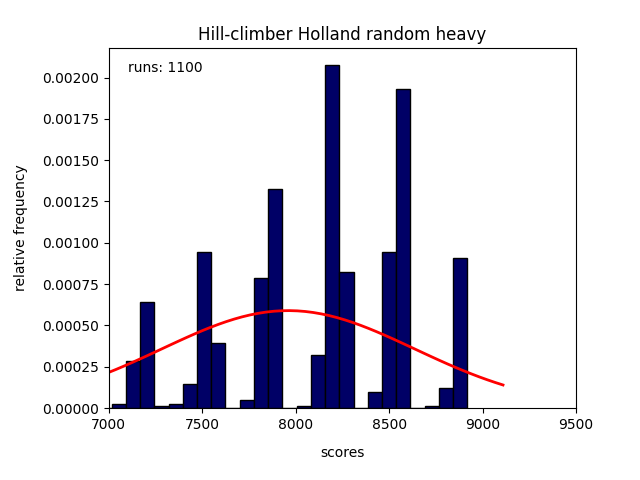 Hill-climber Holland random heavy
runs: 1100
0.00200
0.00175
0.00150
0.00125
0.00100
0.00075
0.00050
0.00025
0.00000
relative frequency
7000 7500 8000 8500 9000 9500
scores